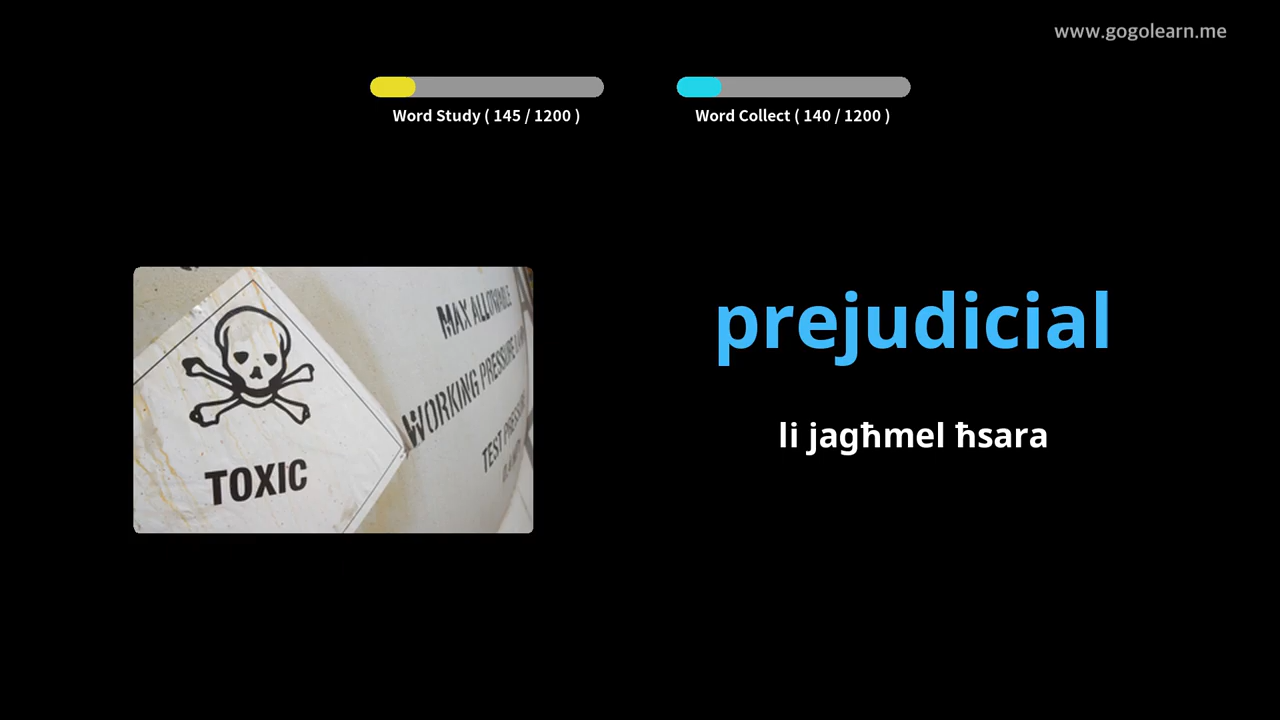 www.gogolearn.me
Word Study ( 145 / 1200 )
Word Collect ( 140 / 1200 )
MAX ALLOWABLE
WORKING PRESSURE
TEST PRESSURE
TOXIC
prejudicial
li jagħmel ħsara